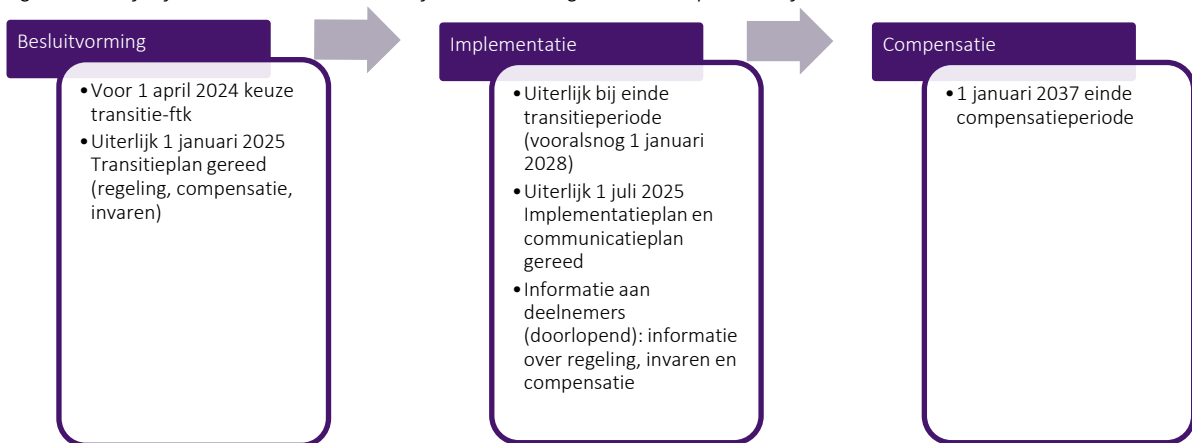 Besluitvorming
•Voor 1 april 2024 keuze
transitie-ftk
•Uiterlijk 1 januari 2025
Transitieplan gereed
(regeling, compensatie,
invaren)
Implementatie
•Uiterlijk bij einde
transitieperiode
(vooralsnog 1 januari
2028)
•Uiterlijk 1 juli 2025
Implementatieplan en
communicatieplan
gereed
•Informatie aan
deelnemers
(doorlopend): informatie
over regeling, invaren en
compensatie
Compensatie
•1 januari 2037 einde
compensatieperiode